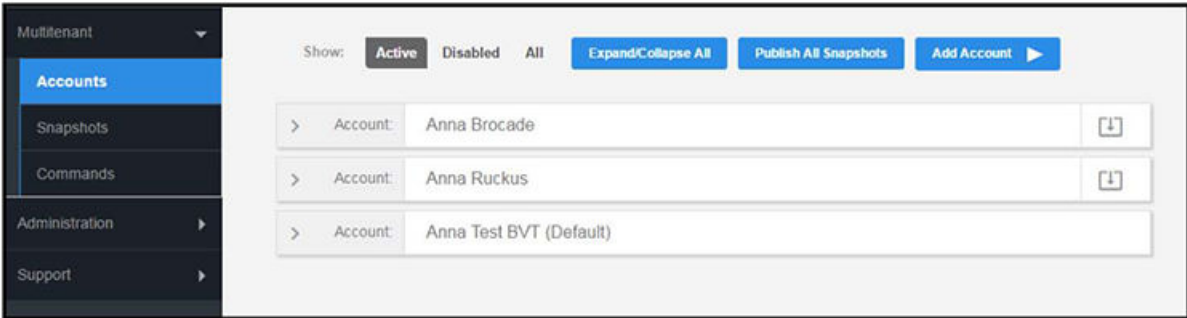 Multitenant
Accounts
Snapshots
Commands
Administration
Support
Show: Active Disabled All Expand/Collapse All Publish All Snapshots Add Account
Account: Anna Brocade
Account: Anna Ruckus
Account: Anna Test BVT (Default)